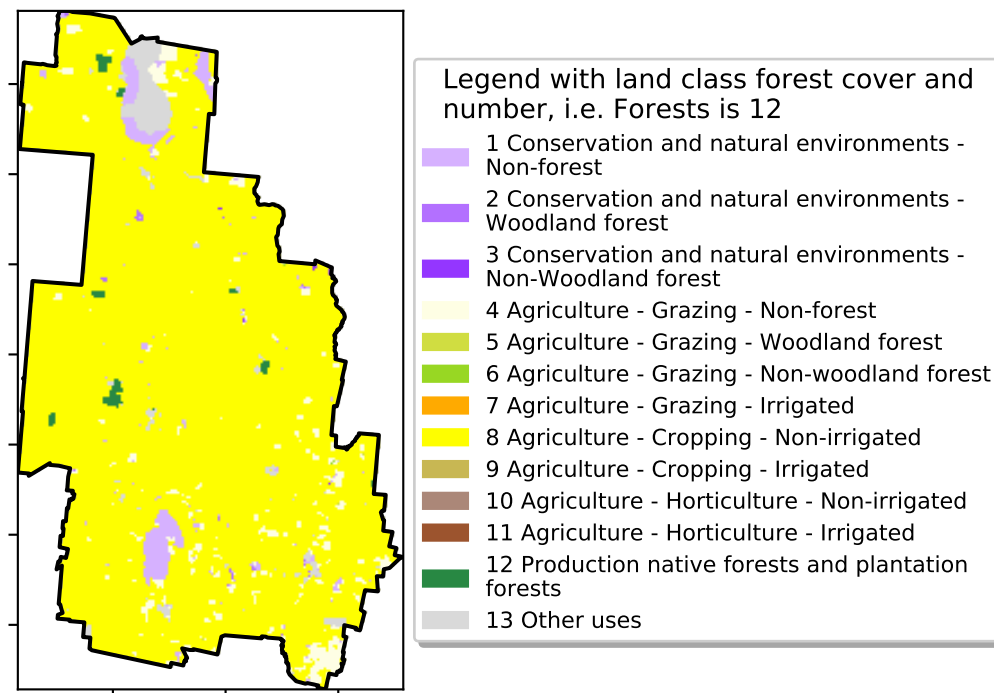 Legend with land class forest cover and
number, i.e. Forests is 12
1 Conservation and natural environments -
Non-forest
2 Conservation and natural environments -
Woodland forest
3 Conservation and natural environments -
Non-Woodland forest
4 Agriculture - Grazing - Non-forest
5 Agriculture - Grazing - Woodland forest
6 Agriculture - Grazing - Non-woodland forest
7 Agriculture - Grazing - Irrigated
8 Agriculture - Cropping - Non-irrigated
9 Agriculture - Cropping - Irrigated
10 Agriculture - Horticulture - Non-irrigated
11 Agriculture - Horticulture - Irrigated
12 Production native forests and plantation
forests
13 Other uses